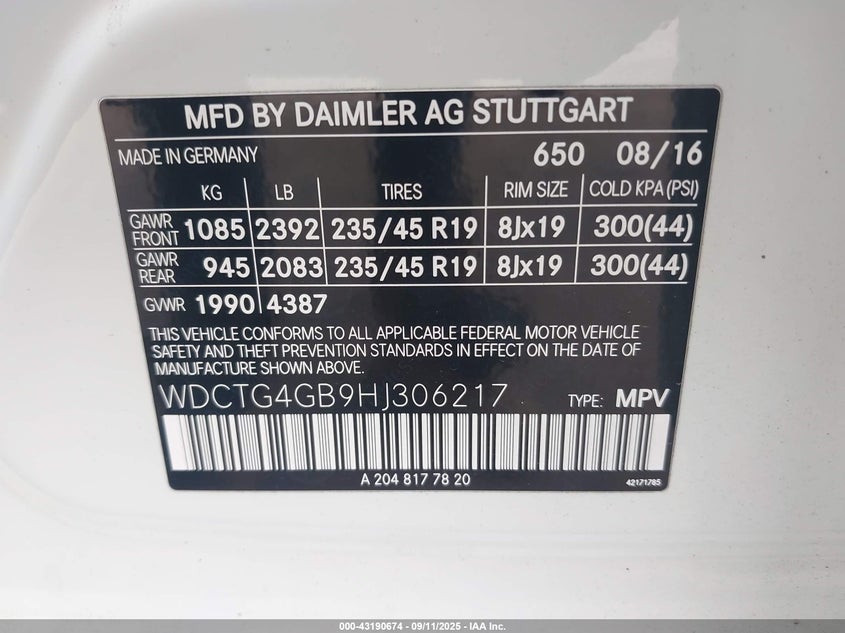 MFD BY DAIMLER AG STUTTGART
MADE IN GERMANY 650 08/16
KG LB TIRES RIM SIZE COLD KPA (PSI)
GAWR FRONT 1085 2392 235/45 R19 8Jx19 300(44)
GAWR REAR 945 2083 235/45 R19 8Jx19 300(44)
GVWR 1990 4387
THIS VEHICLE CONFORMS TO ALL APPLICABLE FEDERAL MOTOR VEHICLE
SAFETY AND THEFT PREVENTION STANDARDS IN EFFECT ON THE DATE OF
MANUFACTURE SHOWN ABOVE.
WDCTG4GB9HJ306217 TYPE: MPV
A 204 817 78 20 42171785
000-43190674 - 09/11/2025 - IAA Inc.